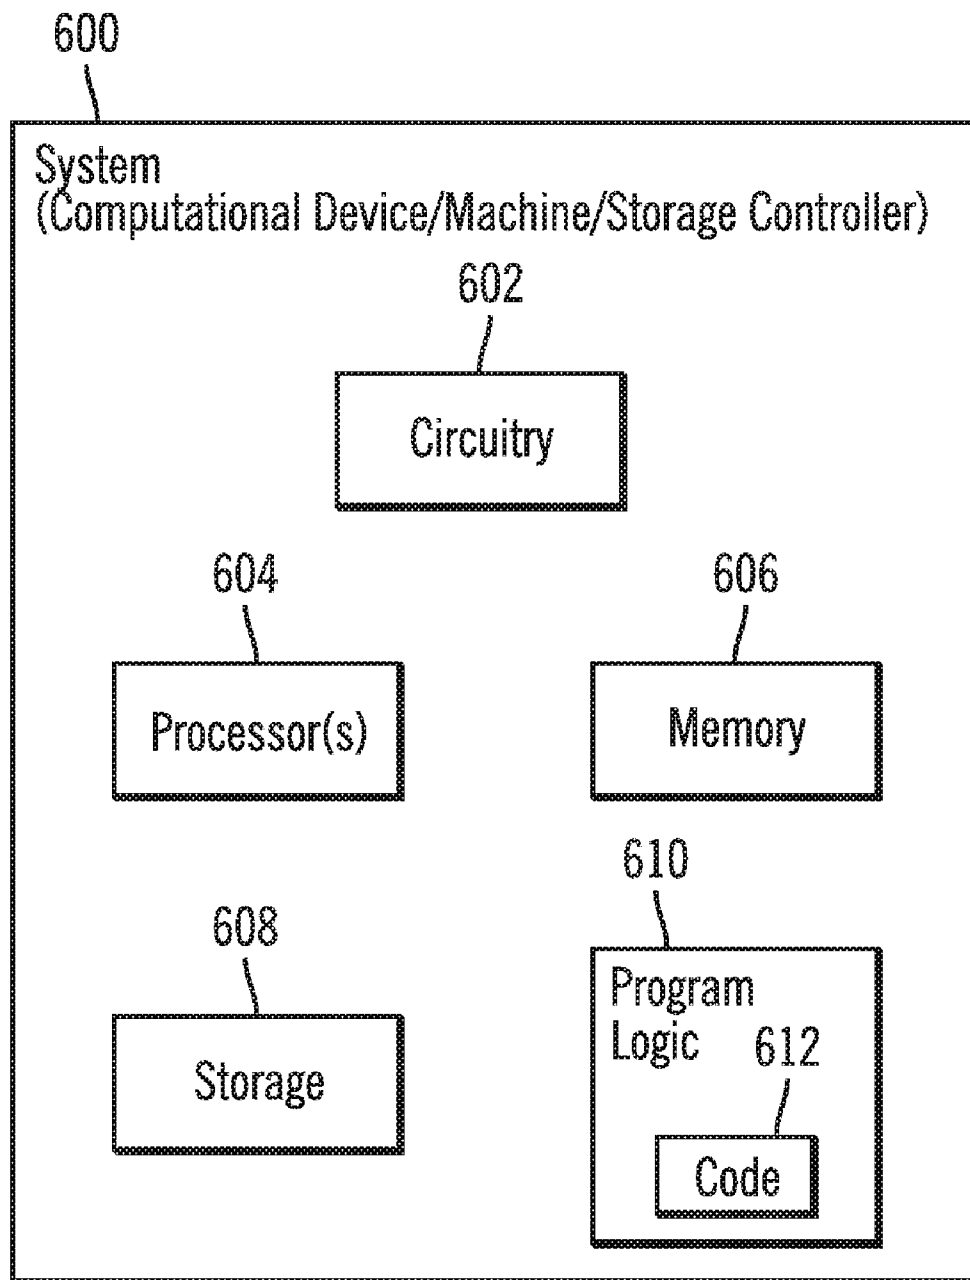 600
System
(Computational Device/Machine/Storage Controller)
602
Circuitry
604
606
Processor(s)
Memory
610
608
Program
Logic
612
Storage
Code